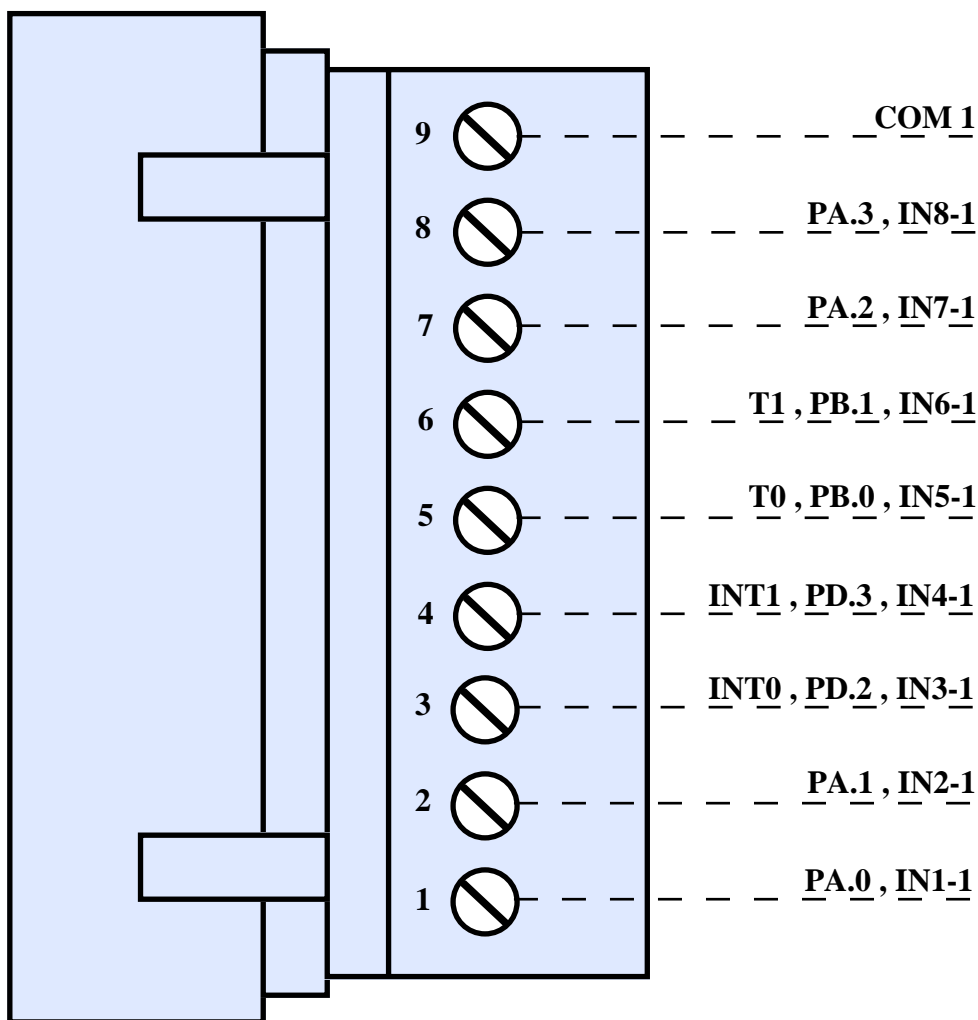 9 COM 1
8 PA.3 , IN8-1
7 PA.2 , IN7-1
6 T1 , PB.1 , IN6-1
5 T0 , PB.0 , IN5-1
4 INT1 , PD.3 , IN4-1
3 INT0 , PD.2 , IN3-1
2 PA.1 , IN2-1
1 PA.0 , IN1-1